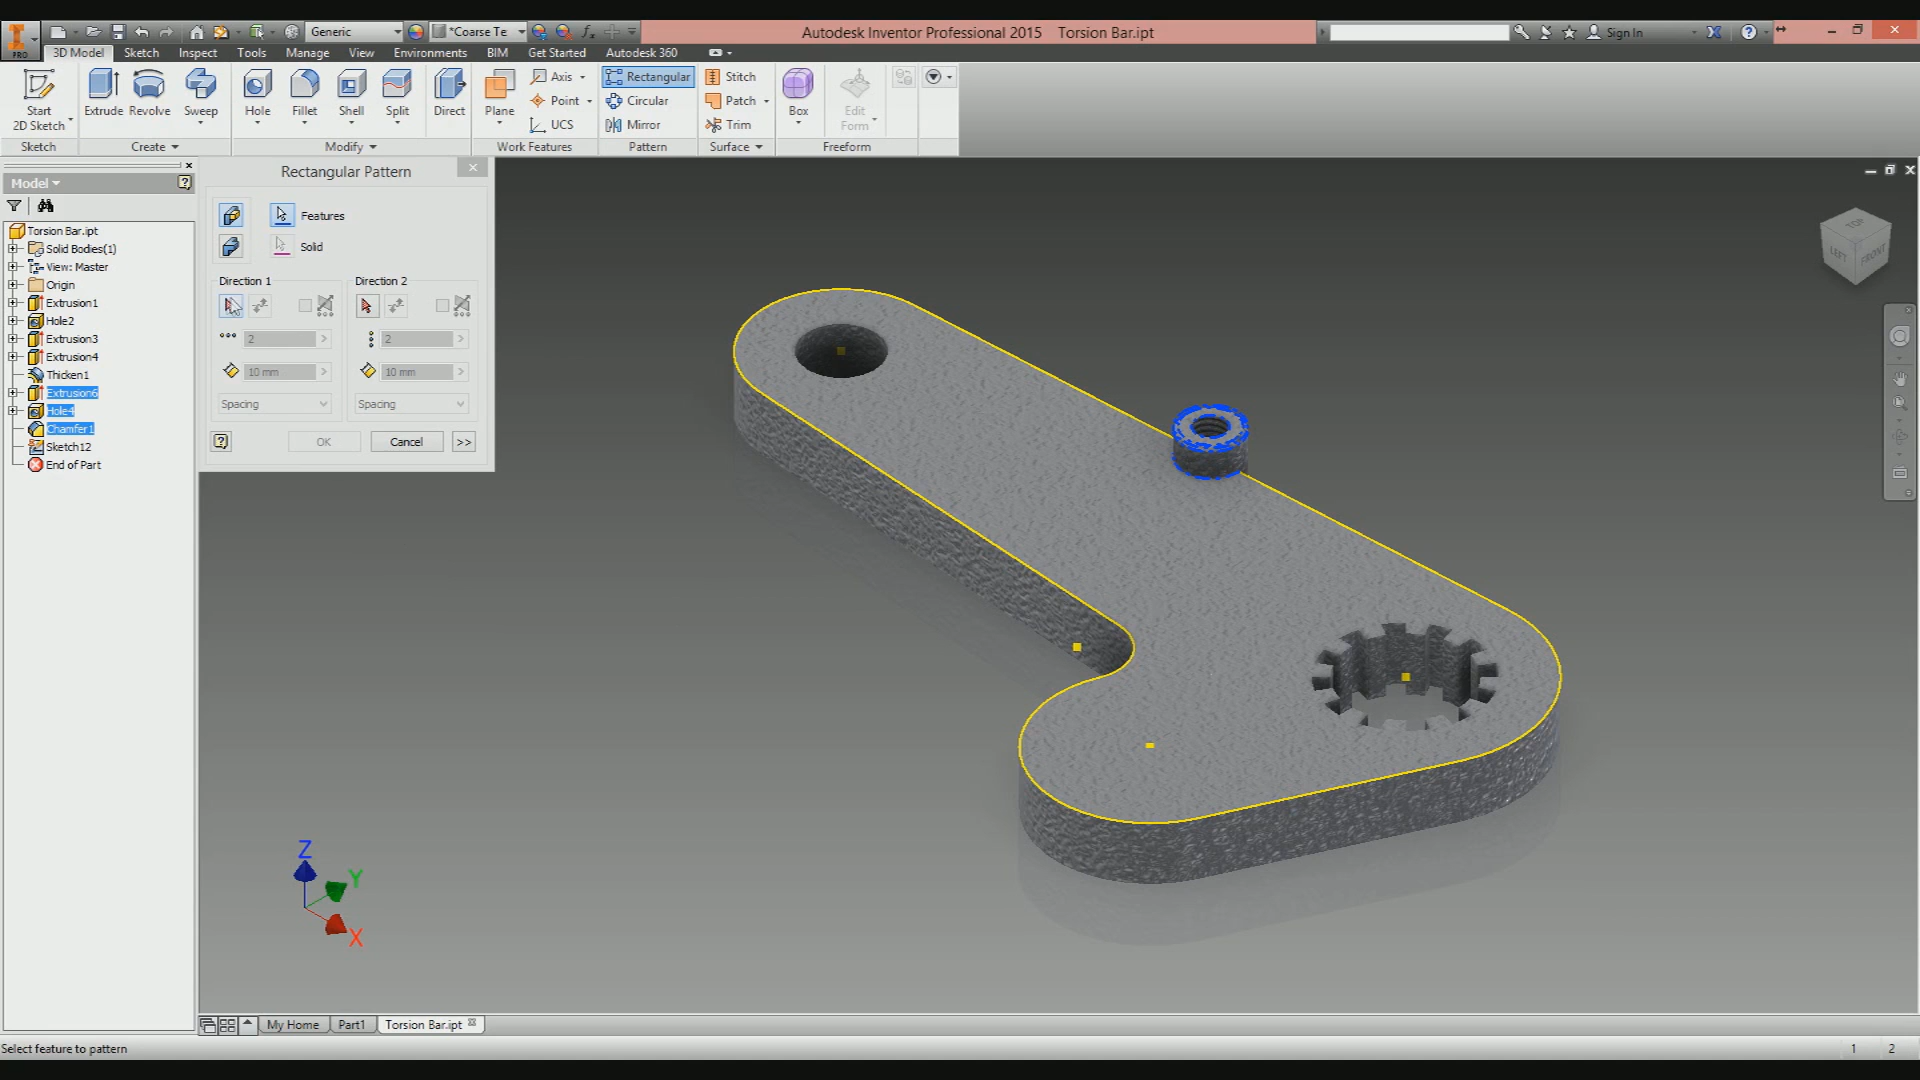 Generic
*Coarse Te
Autodesk Inventor Professional 2015 Torsion Bar.ipt
Sign In
PRO
3D Model Sketch Inspect Tools Manage View Environments BIM Get Started Autodesk 360
Start
2D Sketch
Extrude
Revolve
Sweep
Hole
Fillet
Shell
Split
Direct
Plane
Axis
Point
UCS
Rectangular
Circular
Mirror
Stitch
Patch
Trim
Box
Edit
Form
Sketch Create Modify Work Features Pattern Surface Freeform
Model
Torsion Bar.ipt
Solid Bodies(1)
View: Master
Origin
Extrusion1
Hole2
Extrusion3
Extrusion4
Thicken1
Extrusion6
Hole4
Chamfer1
Sketch12
End of Part
Rectangular Pattern
Features
Solid
Direction 1 Direction 2
2 2
10 mm 10 mm
Spacing Spacing
OK Cancel >>
TOP
LEFT FRONT
Z
Y
X
My Home Part1 Torsion Bar.ipt
Select feature to pattern 1 2